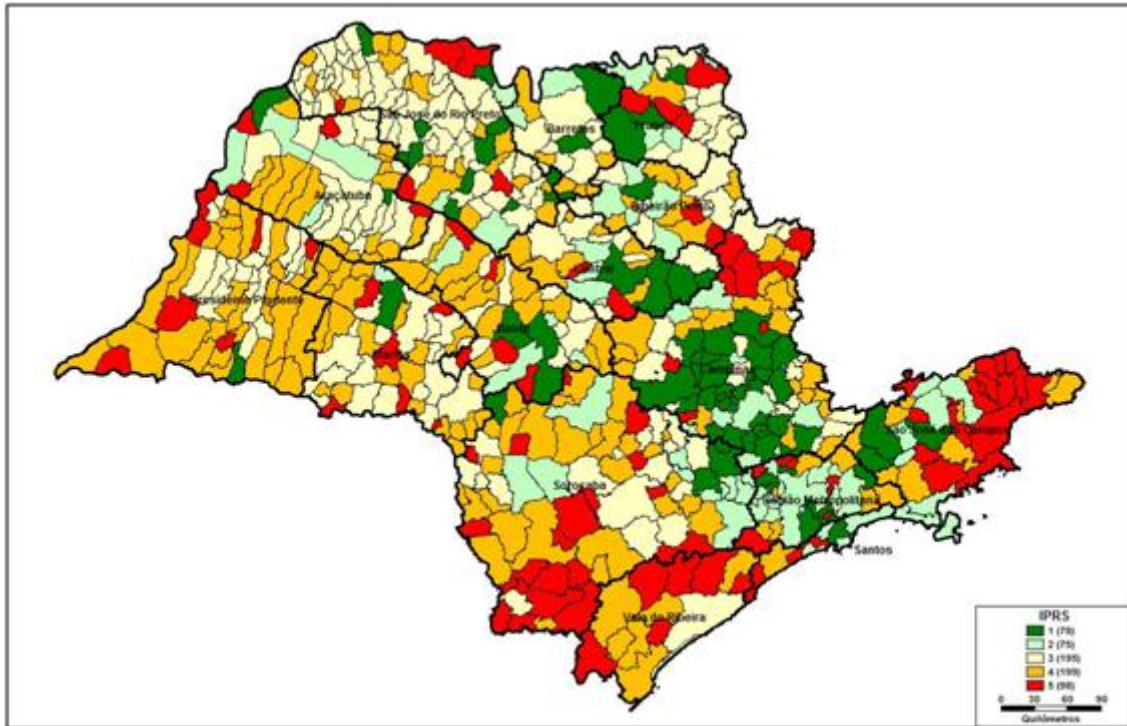 São José do Rio Preto
Barretos
Franca
Araçatuba
Ribeirão Preto
Central
Presidente Prudente
Bauru
Marília
Campinas
São José dos Campos
Sorocaba
Região Metropolitana
Santos
Vale do Ribeira
IPRS
1 (78)
2 (75)
3 (195)
4 (199)
5 (98)
0 30 60 90
Quilômetros